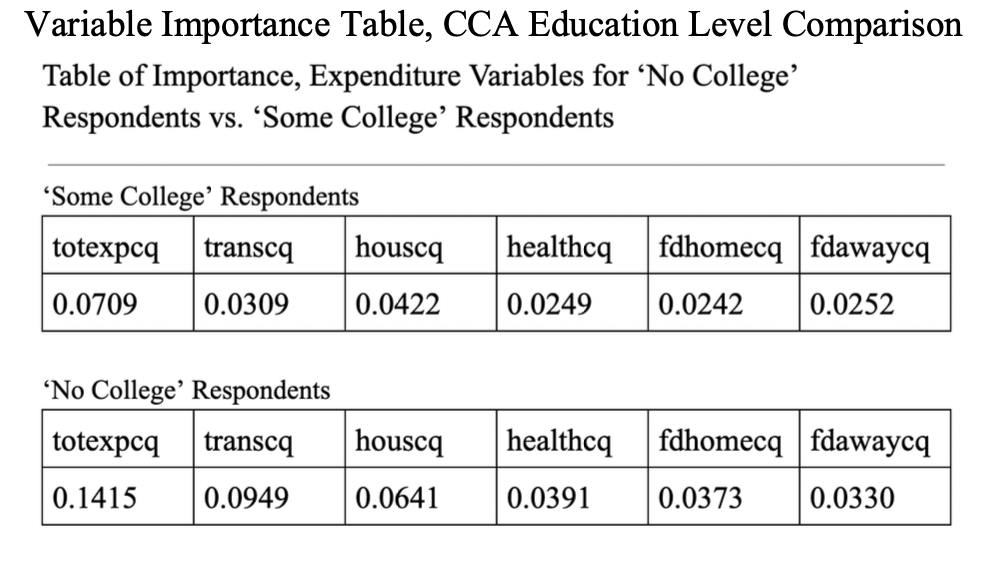 Variable Importance Table, CCA Education Level Comparison
Table of Importance, Expenditure Variables for ‘No College’
Respondents vs. ‘Some College’ Respondents
‘Some College’ Respondents
totexpcq transcq houscq healthcq fdhomecq fdawaycq
0.0709 0.0309 0.0422 0.0249 0.0242 0.0252
‘No College’ Respondents
totexpcq transcq houscq healthcq fdhomecq fdawaycq
0.1415 0.0949 0.0641 0.0391 0.0373 0.0330